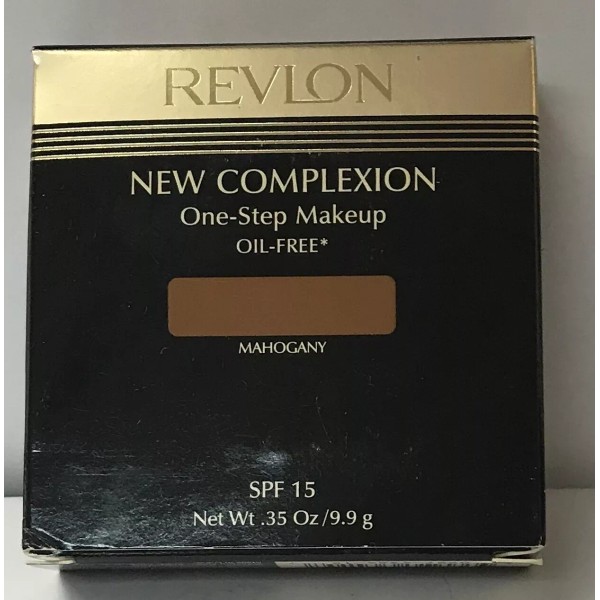 REVLON
NEW COMPLEXION
One-Step Makeup
OIL-FREE*
MAHOGANY
SPF 15
Net Wt .35 Oz/9.9 g